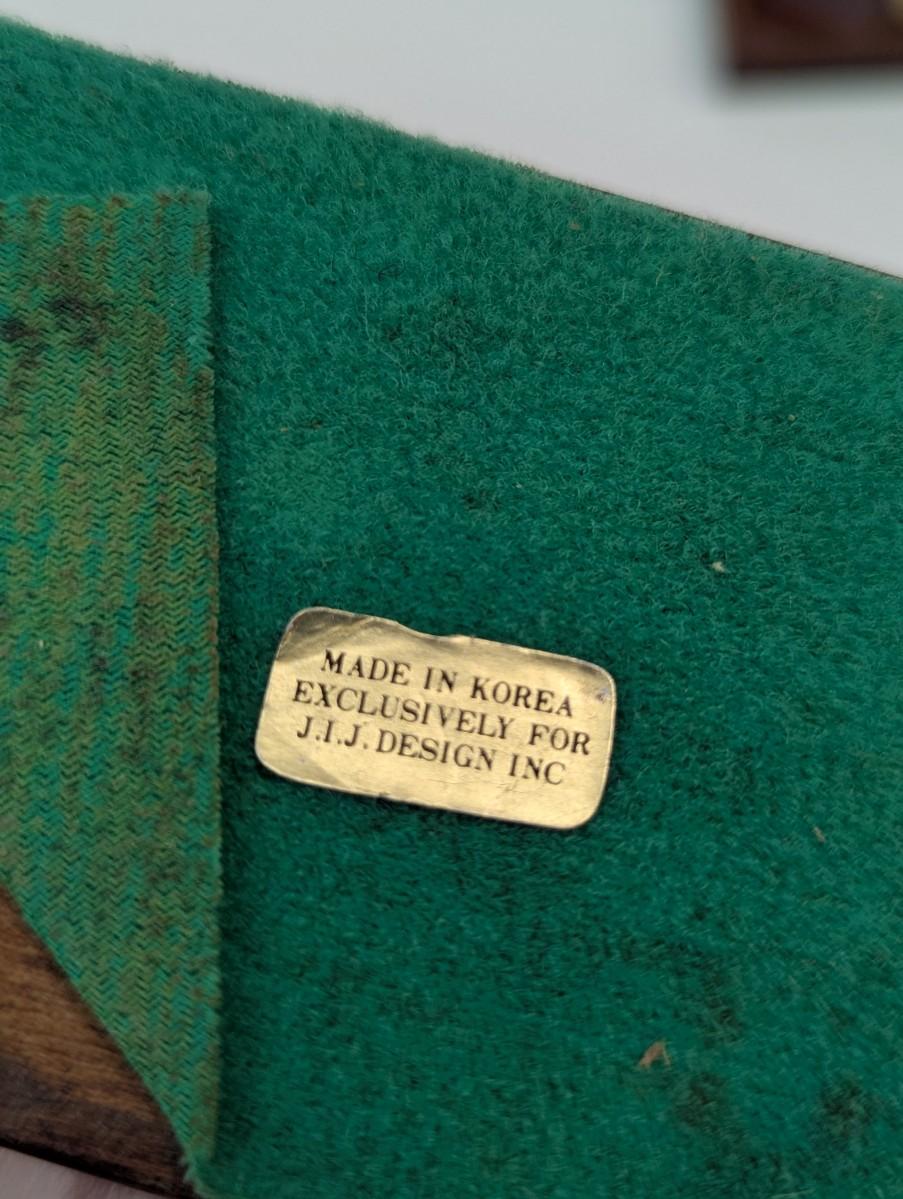 MADE IN KOREA
EXCLUSIVELY FOR
J.I.J. DESIGN INC